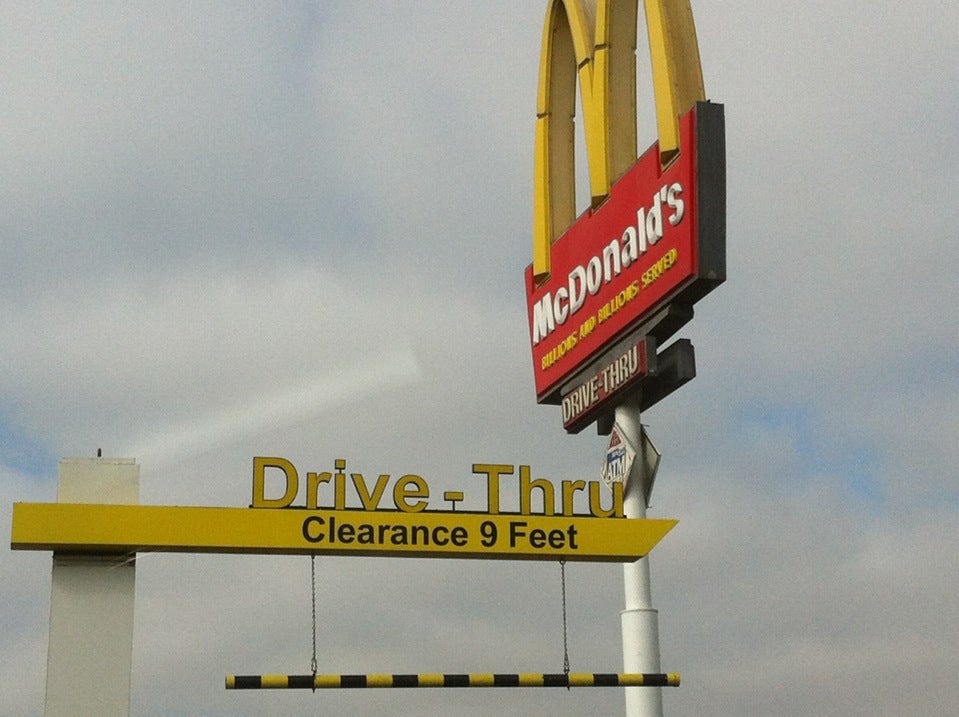 McDonald's
BILLIONS AND BILLIONS SERVED
DRIVE-THRU
ATM
Drive - Thru
Clearance 9 Feet